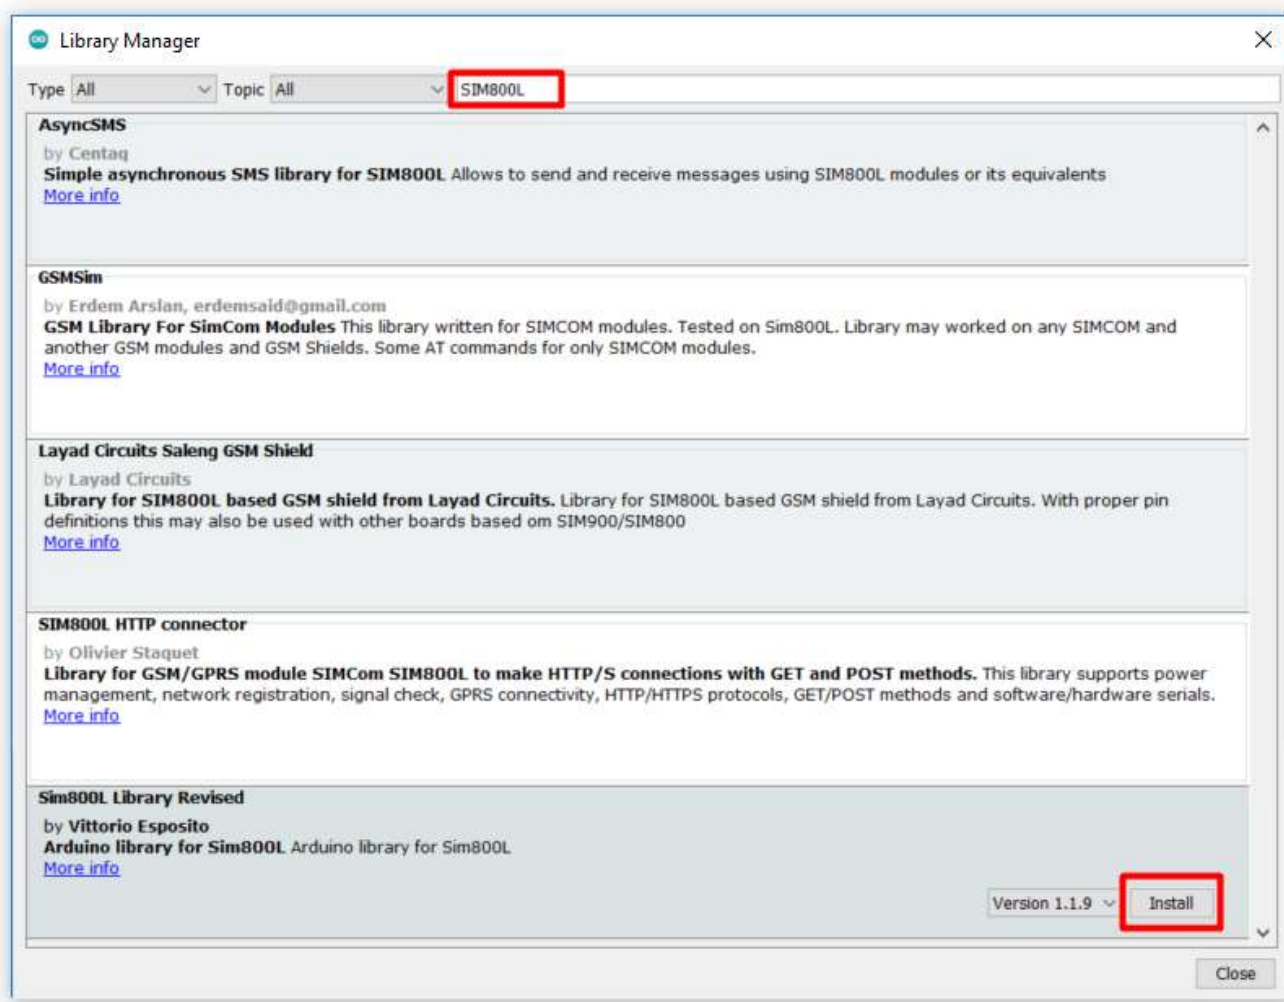 Library Manager
Type All Topic All SIM800L
AsyncSMS
by Centaq
Simple asynchronous SMS library for SIM800L Allows to send and receive messages using SIM800L modules or its equivalents
More info
GSMSim
by Erdem Arslan, erdemsaid@gmail.com
GSM Library For SimCom Modules This library written for SIMCOM modules. Tested on Sim800L. Library may worked on any SIMCOM and
another GSM modules and GSM Shields. Some AT commands for only SIMCOM modules.
More info
Layad Circuits Saleng GSM Shield
by Layad Circuits
Library for SIM800L based GSM shield from Layad Circuits. Library for SIM800L based GSM shield from Layad Circuits. With proper pin
definitions this may also be used with other boards based om SIM900/SIM800
More info
SIM800L HTTP connector
by Olivier Staquet
Library for GSM/GPRS module SIMCom SIM800L to make HTTP/S connections with GET and POST methods. This library supports power
management, network registration, signal check, GPRS connectivity, HTTP/HTTPS protocols, GET/POST methods and software/hardware serials.
More info
Sim800L Library Revised
by Vittorio Esposito
Arduino library for Sim800L Arduino library for Sim800L
More info
Version 1.1.9 Install
Close